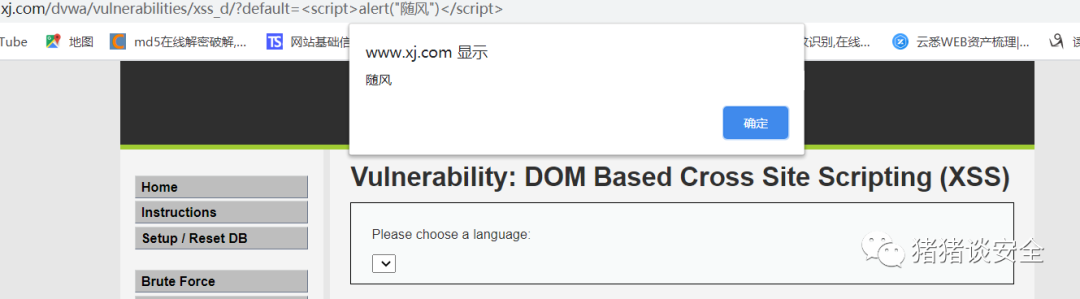 xj.com/dvwa/vulnerabilities/xss_d/?default=<script>alert("随风")</script>
Tube 地图 md5在线解密破解,... TS 网站基础信 识别,在线... 云悉WEB资产梳理|...
www.xj.com 显示
随风
确定
Vulnerability: DOM Based Cross Site Scripting (XSS)
Home
Instructions
Setup / Reset DB
Brute Force
Please choose a language:
猪猪谈安全